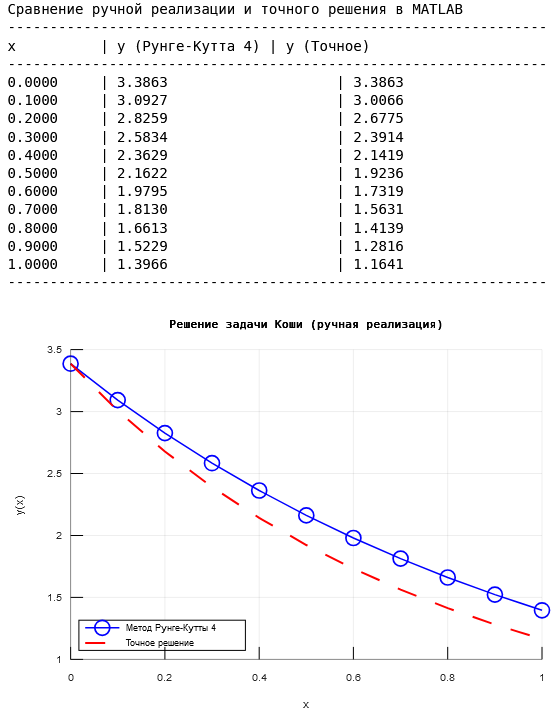 Сравнение ручной реализации и точного решения в MATLAB
----------------------------------------------------------------
x | y (Рунге-Кутта 4) | y (Точное)
----------------------------------------------------------------
0.0000 | 3.3863 | 3.3863
0.1000 | 3.0927 | 3.0066
0.2000 | 2.8259 | 2.6775
0.3000 | 2.5834 | 2.3914
0.4000 | 2.3629 | 2.1419
0.5000 | 2.1622 | 1.9236
0.6000 | 1.9795 | 1.7319
0.7000 | 1.8130 | 1.5631
0.8000 | 1.6613 | 1.4139
0.9000 | 1.5229 | 1.2816
1.0000 | 1.3966 | 1.1641
----------------------------------------------------------------
Решение задачи Коши (ручная реализация)
3.5
3
2.5
2
1.5
1
y(x)
Метод Рунге-Кутты 4
Точное решение
0 0.2 0.4 0.6 0.8 1
x